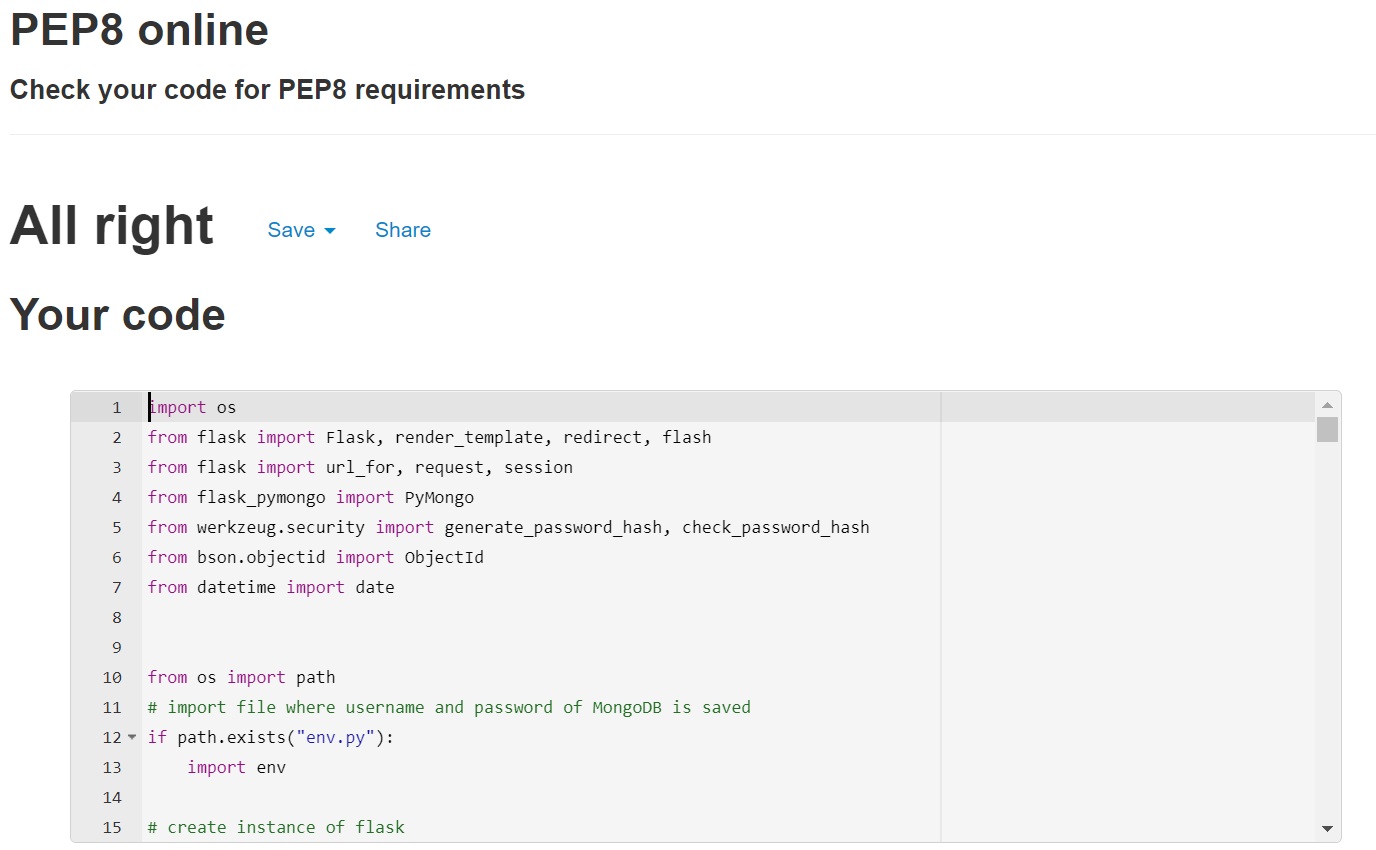 PEP8 online
Check your code for PEP8 requirements
All right Save Share
Your code
1 import os
2 from flask import Flask, render_template, redirect, flash
3 from flask import url_for, request, session
4 from flask_pymongo import PyMongo
5 from werkzeug.security import generate_password_hash, check_password_hash
6 from bson.objectid import ObjectId
7 from datetime import date
8
9
10 from os import path
11 # import file where username and password of MongoDB is saved
12 if path.exists("env.py"):
13     import env
14
15 # create instance of flask